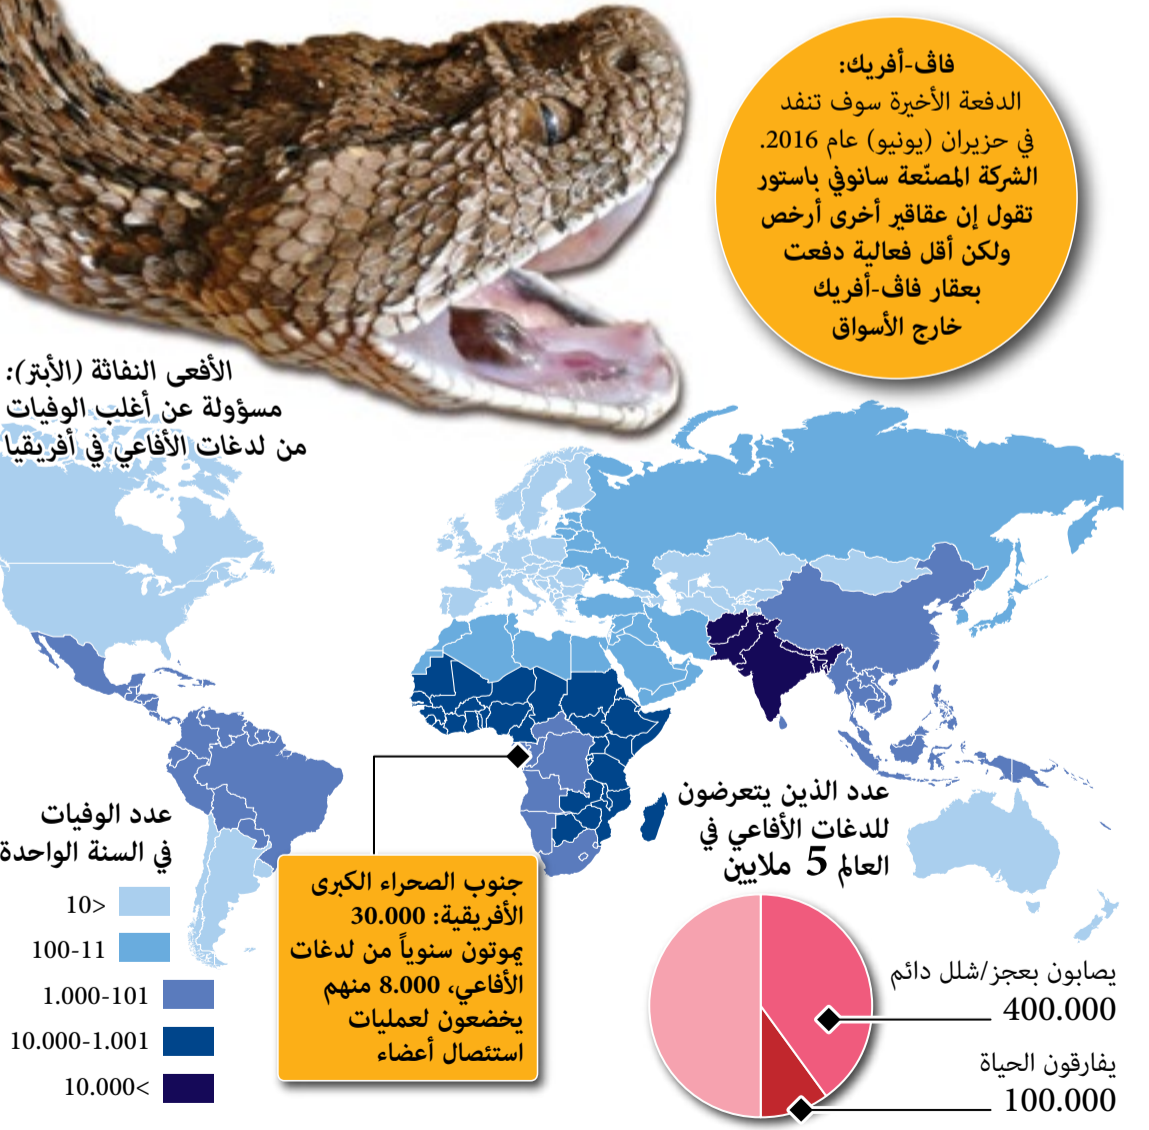 فاڤ-أفريك:
الدفعة الأخيرة سوف تنفد
في حزيران (يونيو) عام 2016.
الشركة المصنّعة سانوفي باستور
تقول إن عقاقير أخرى أرخص
ولكن أقل فعالية دفعت
بعقار فاڤ-أفريك
خارج الأسواق
الأفعى النفاثة (الأبتر):
مسؤولة عن أغلب الوفيات
من لدغات الأفاعي في أفريقيا
عدد الذين يتعرضون
للدغات الأفاعي في
العالم 5 ملايين
يصابون بعجز/شلل دائم
400.000
يفارقون الحياة
100.000
جنوب الصحراء الكبرى
الأفريقية: 30.000
يموتون سنوياً من لدغات
الأفاعي، 8.000 منهم
يخضعون لعمليات
استئصال أعضاء
عدد الوفيات
في السنة الواحدة
10>
100-11
1.000-101
10.000-1.001
10.000<